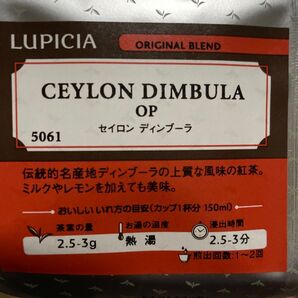 LUPICIA
ORIGINAL BLEND
CEYLON DIMBULA
OP
5061
セイロン ディンブーラ
伝統的名産地ディンブーラの上質な風味の紅茶。
ミルクやレモンを加えても美味。
おいしいいれ方の目安(カップ1杯分 150ml)
茶葉の量 お湯の温度 浸出時間
2.5-3g 熱湯 2.5-3分
煎出回数:1〜2回